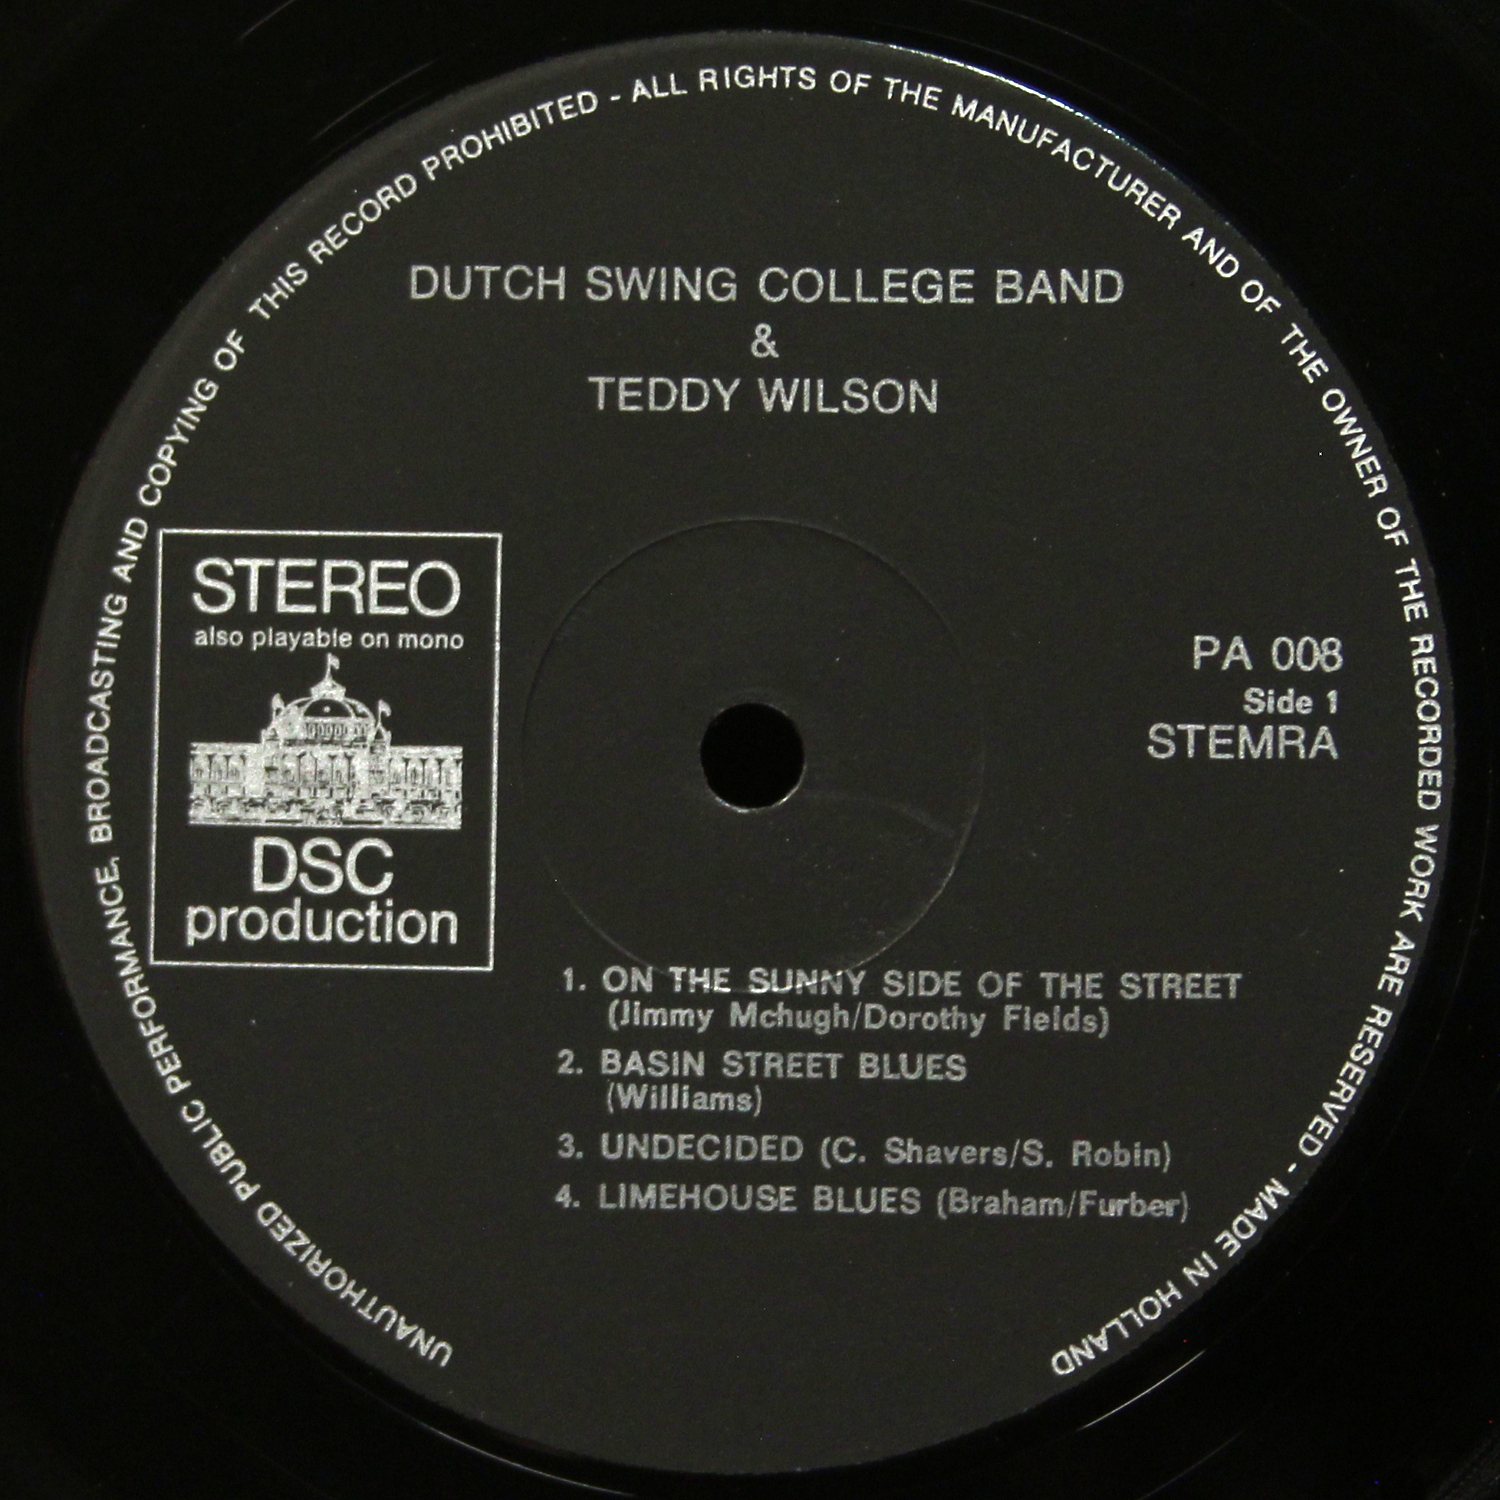 UNAUTHORIZED PUBLIC PERFORMANCE, BROADCASTING AND COPYING OF THIS RECORD PROHIBITED - ALL RIGHTS OF THE MANUFACTURER AND OF THE OWNER OF THE RECORDED WORK ARE RESERVED - MADE IN HOLLAND
DUTCH SWING COLLEGE BAND
&
TEDDY WILSON
STEREO
also playable on mono
DSC
production
PA 008
Side 1
STEMRA
1. ON THE SUNNY SIDE OF THE STREET
(Jimmy Mchugh/Dorothy Fields)
2. BASIN STREET BLUES
(Williams)
3. UNDECIDED (C. Shavers/S. Robin)
4. LIMEHOUSE BLUES (Braham/Furber)